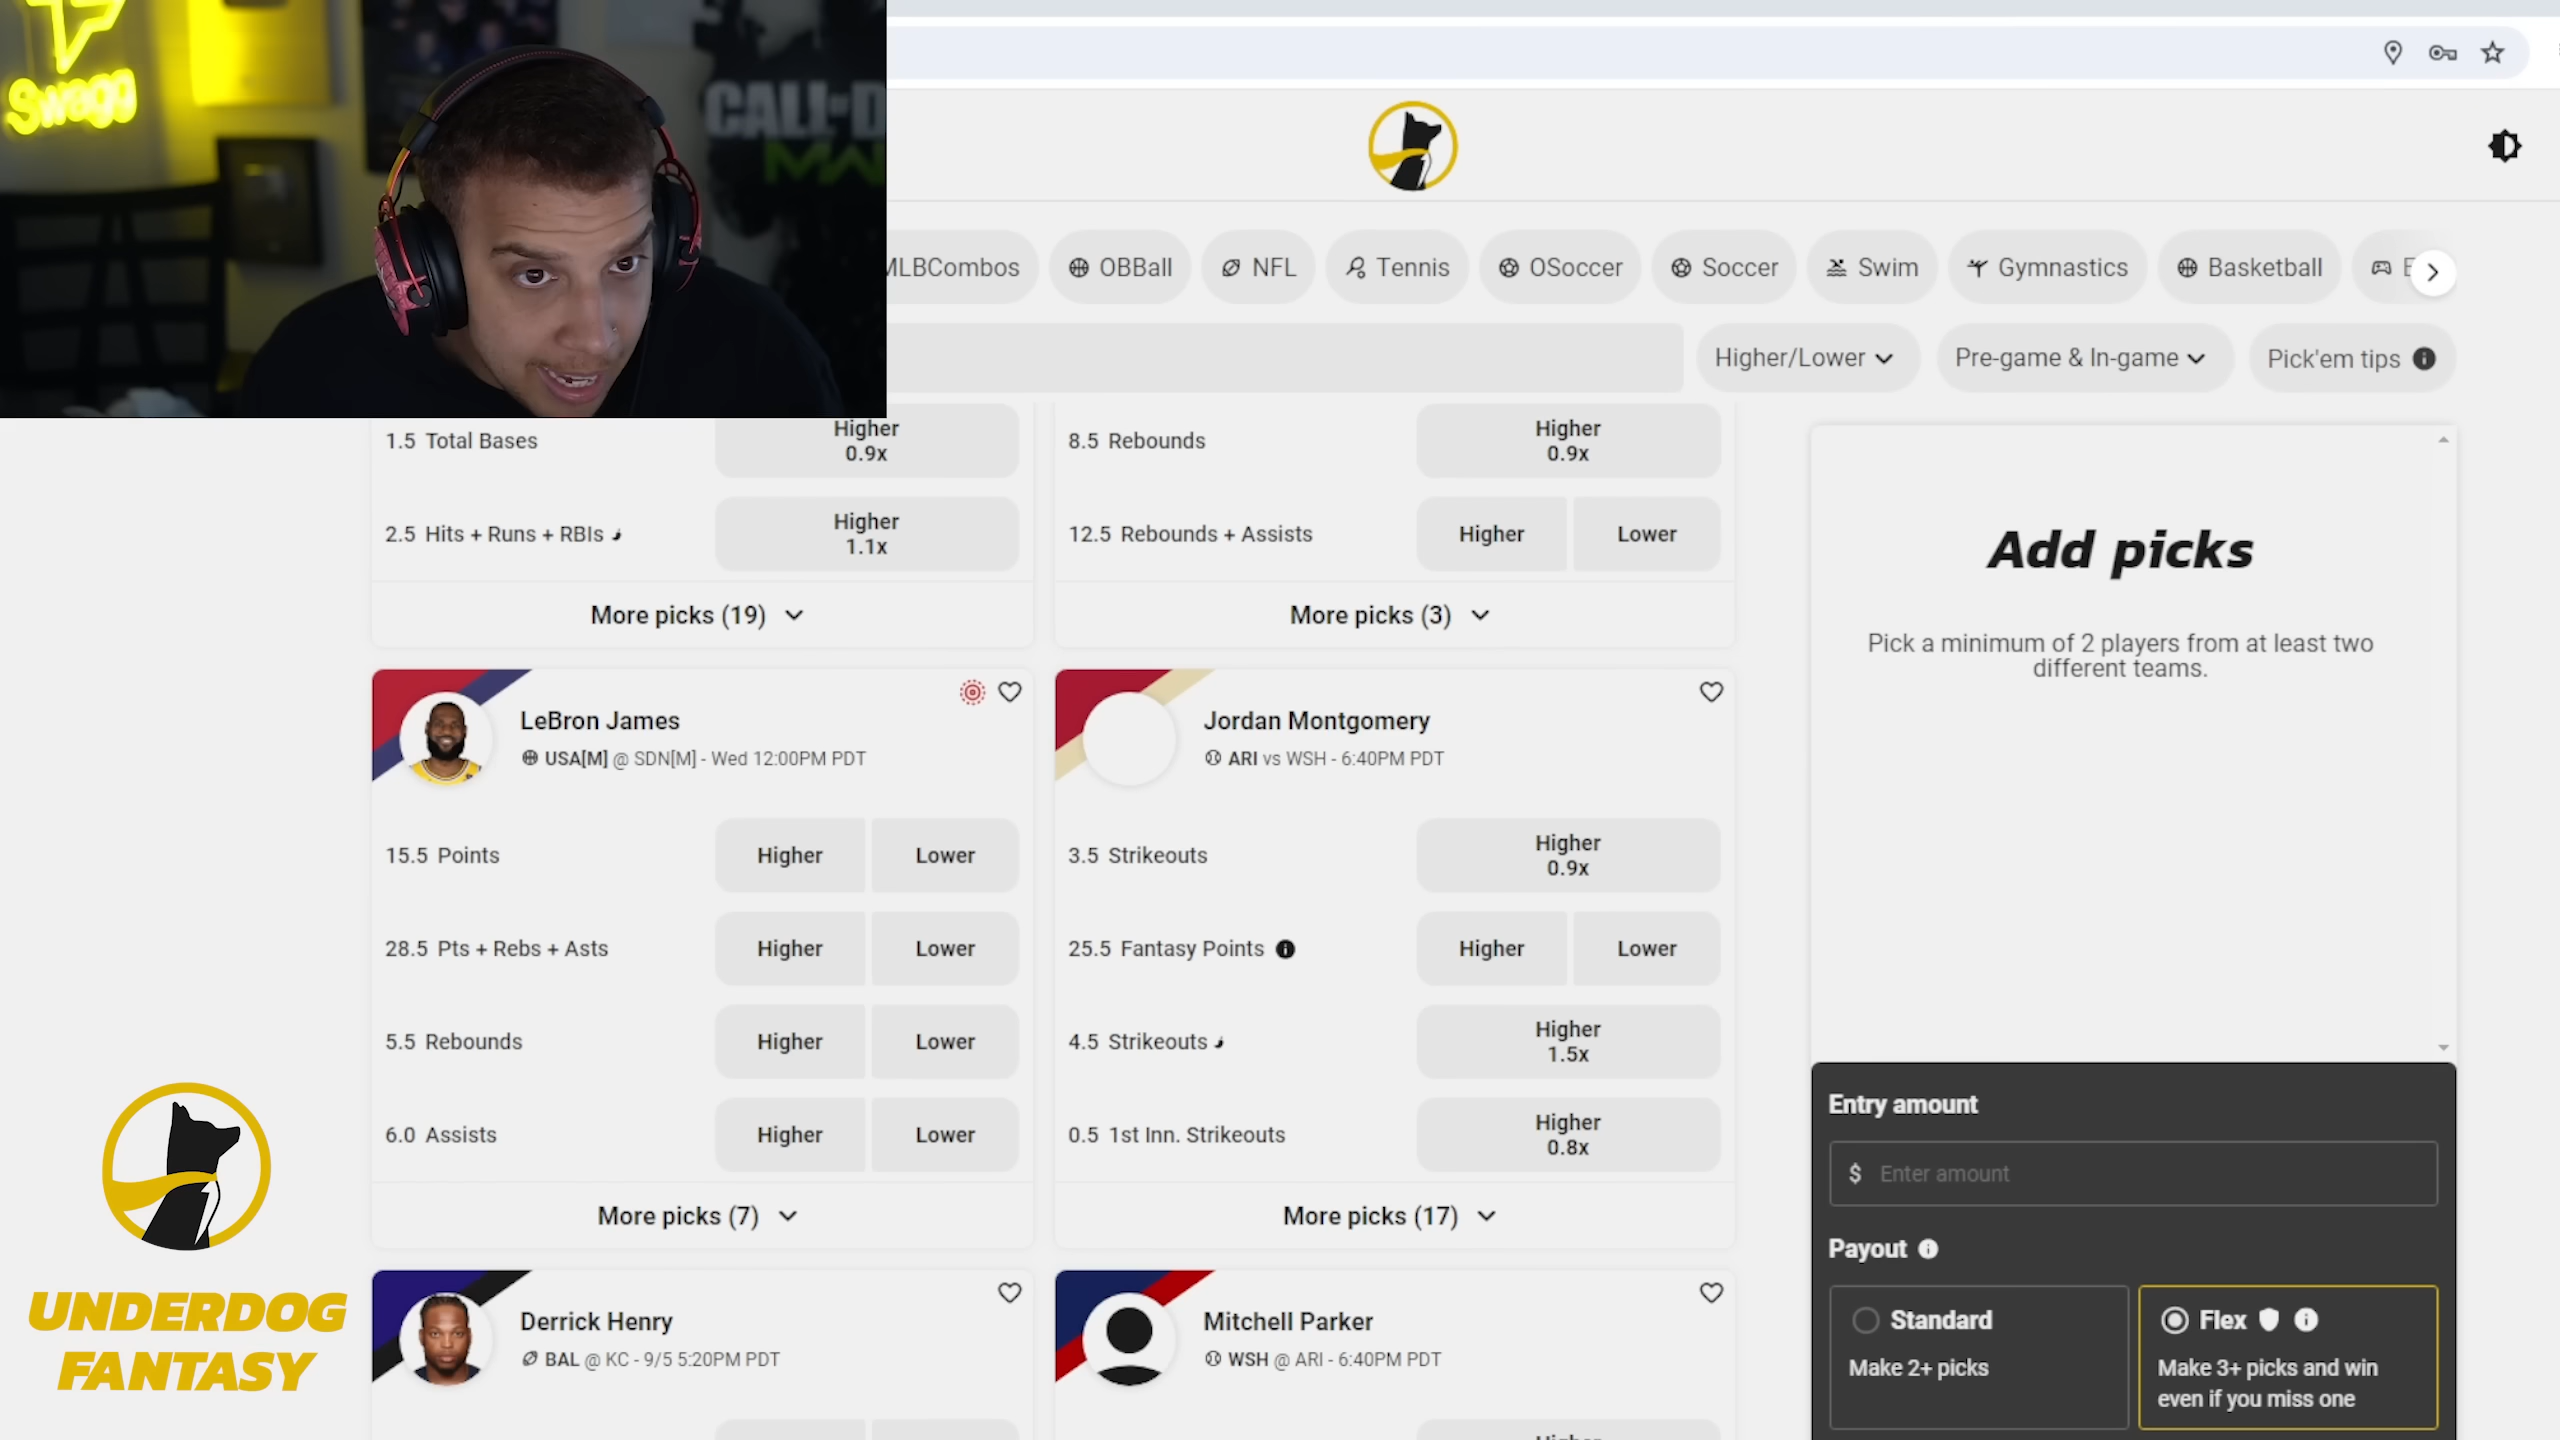 Swagg
CALL OF D
MW
MLBCombos
OBBall
NFL
Tennis
OSoccer
Soccer
Swim
Gymnastics
Basketball
E
Higher/Lower
Pre-game & In-game
Pick'em tips
1.5 Total Bases
Higher
0.9x
2.5 Hits + Runs + RBIs
Higher
1.1x
More picks (19)
8.5 Rebounds
Higher
0.9x
12.5 Rebounds + Assists
Higher
Lower
More picks (3)
LeBron James
USA[M] @ SDN[M] - Wed 12:00PM PDT
15.5 Points
Higher
Lower
28.5 Pts + Rebs + Asts
Higher
Lower
5.5 Rebounds
Higher
Lower
6.0 Assists
Higher
Lower
More picks (7)
Jordan Montgomery
ARI vs WSH - 6:40PM PDT
3.5 Strikeouts
Higher
0.9x
25.5 Fantasy Points
Higher
Lower
4.5 Strikeouts
Higher
1.5x
0.5 1st Inn. Strikeouts
Higher
0.8x
More picks (17)
Derrick Henry
BAL @ KC - 9/5 5:20PM PDT
Mitchell Parker
WSH @ ARI - 6:40PM PDT
Higher
Add picks
Pick a minimum of 2 players from at least two
different teams.
Entry amount
$ Enter amount
Payout
Standard
Make 2+ picks
Flex
Make 3+ picks and win
even if you miss one
UNDERDOG
FANTASY